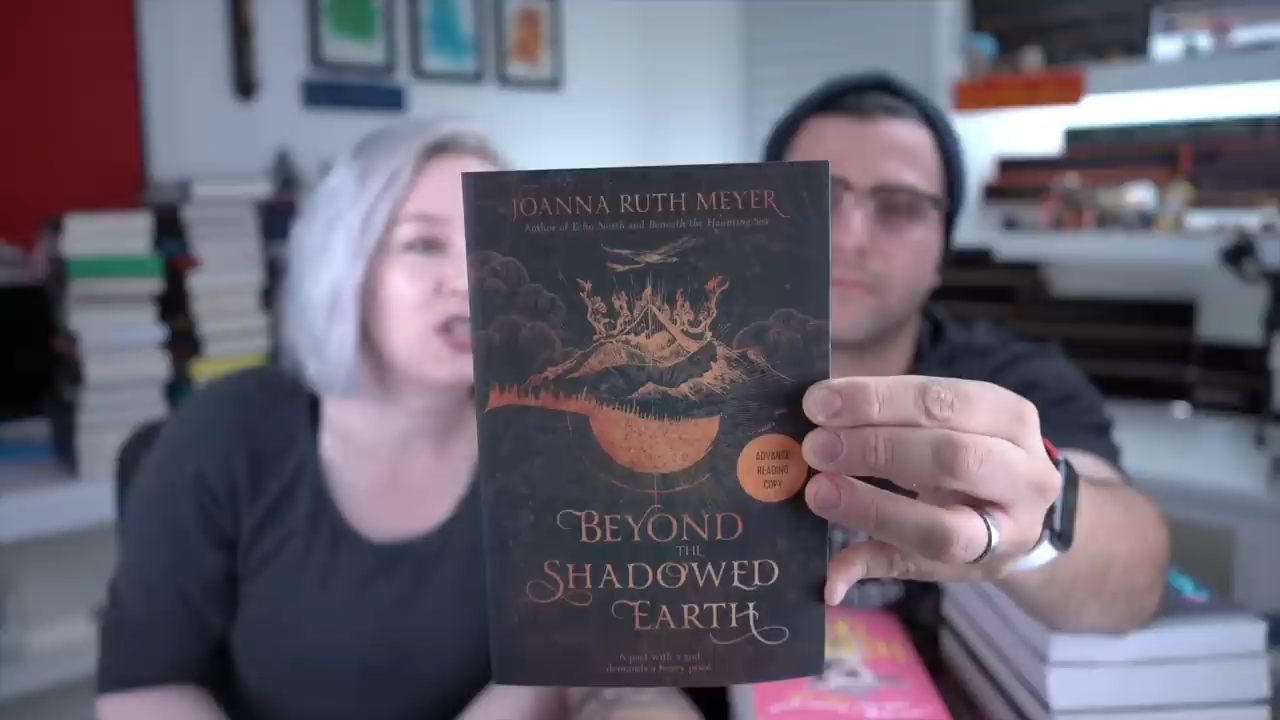 JOANNA RUTH MEYER
Author of Echo North and Beneath the Haunting Sea
ADVANCE
READING
COPY
BEYOND
THE
SHADOWED
EARTH
A pact with a god
demands a heavy price